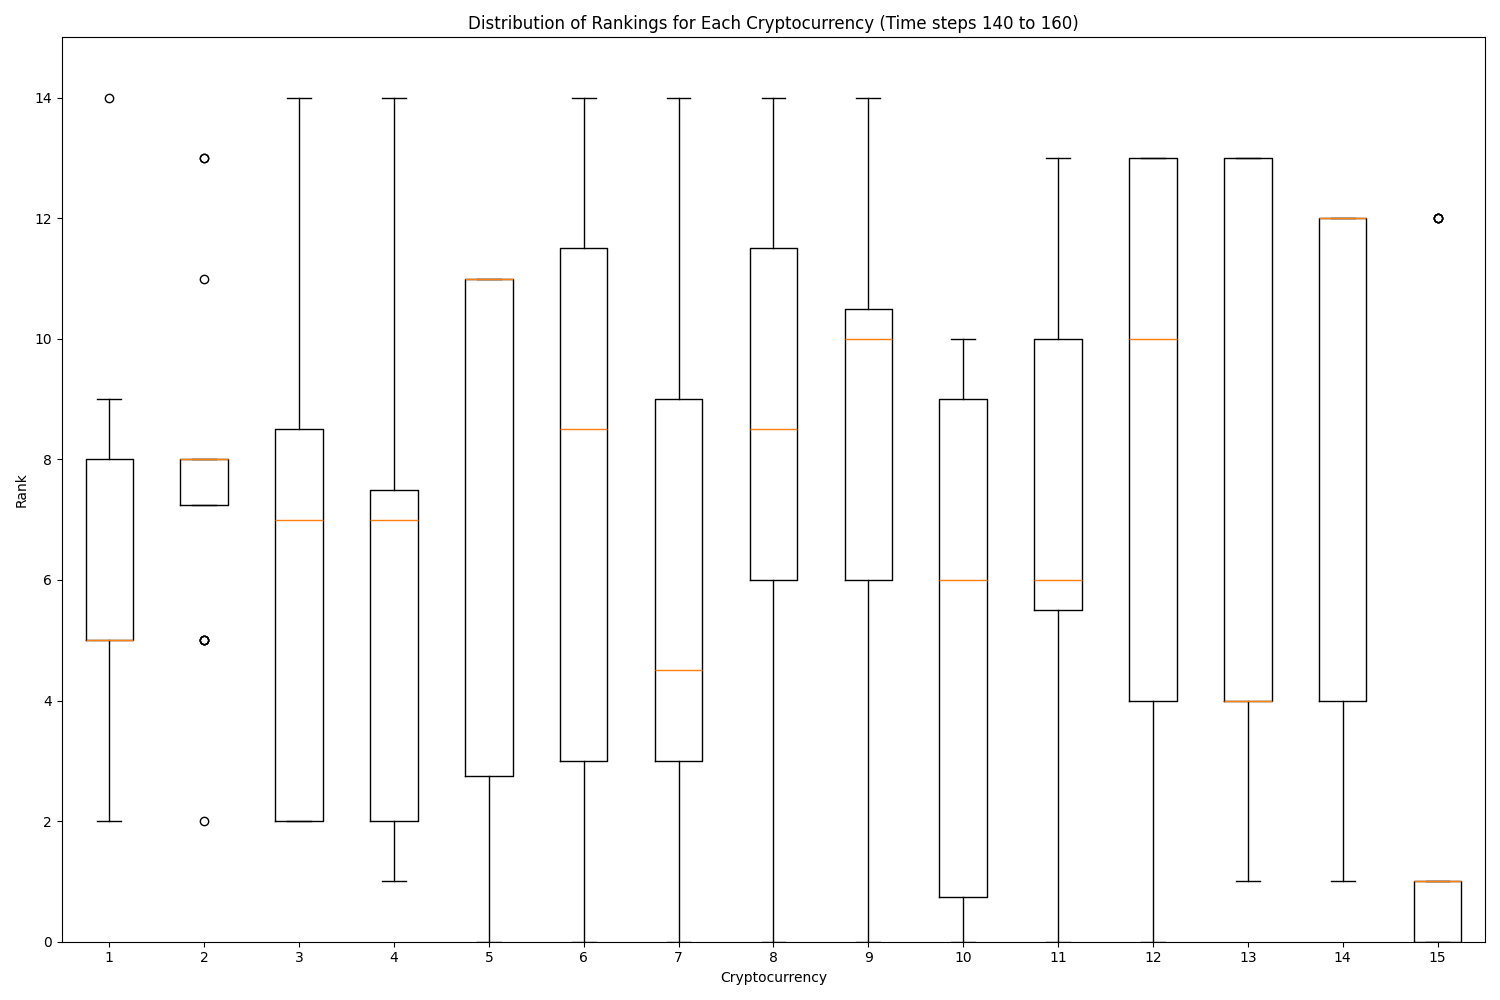 Distribution of Rankings for Each Cryptocurrency (Time steps 140 to 160)
14
12
10
8
6
4
2
0
Rank
1 2 3 4 5 6 7 8 9 10 11 12 13 14 15
Cryptocurrency